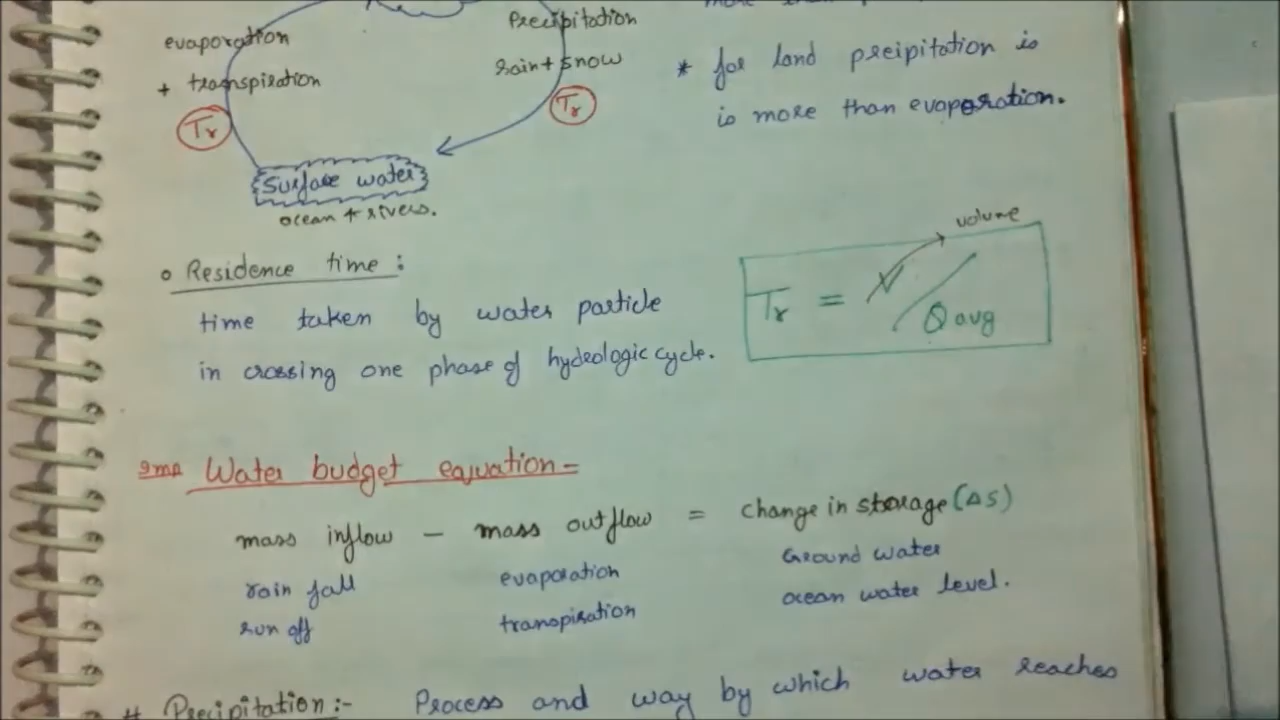 evaporation
+ transpiration
Tr
Precipitation
rain + snow
Tr
Surface water
ocean + rivers.
* for land preipitation is
is more than evaporation.
o Residence time :
time taken by water particle
in crossing one phase of hydeologic cycle.
volume
Tr = V / Q avg
Imp Water budget equation -
mass inflow - mass outflow = change in storage (ΔS)
rain fall evaporation Ground water
run off transpiration ocean water level.
# Precipitation :- Process and way by which water reaches